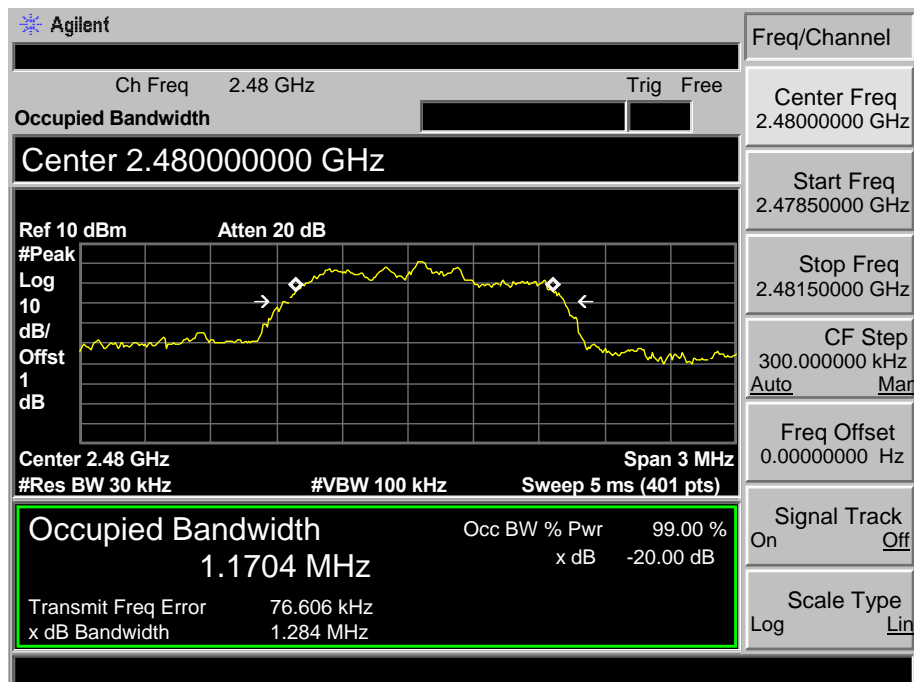 Agilent
Freq/Channel
Ch Freq 2.48 GHz Trig Free
Occupied Bandwidth
Center Freq
2.48000000 GHz
Center 2.480000000 GHz
Start Freq
2.47850000 GHz
Ref 10 dBm Atten 20 dB
#Peak
Log
10
dB/
Offst
1
dB
Stop Freq
2.48150000 GHz
CF Step
300.000000 kHz
Auto Mar
Freq Offset
0.00000000 Hz
Center 2.48 GHz Span 3 MHz
#Res BW 30 kHz #VBW 100 kHz Sweep 5 ms (401 pts)
Signal Track
On Off
Occupied Bandwidth Occ BW % Pwr 99.00 %
1.1704 MHz x dB -20.00 dB
Scale Type
Log Lin
Transmit Freq Error 76.606 kHz
x dB Bandwidth 1.284 MHz